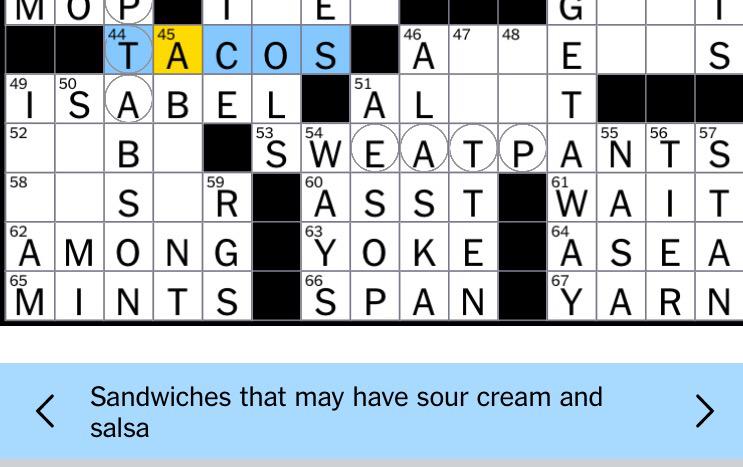 M O P I E G I
44 T 45 A C O S 46 A 47 48 E S
49 I 50 S A B E L 51 A L T
52 B 53 S 54 W E A T P A 55 N 56 T 57 S
58 S 59 R 60 A S S T 61 W A I T
62 A M O N G 63 Y O K E 64 A S E A
65 M I N T S 66 S P A N 67 Y A R N
Sandwiches that may have sour cream and
salsa